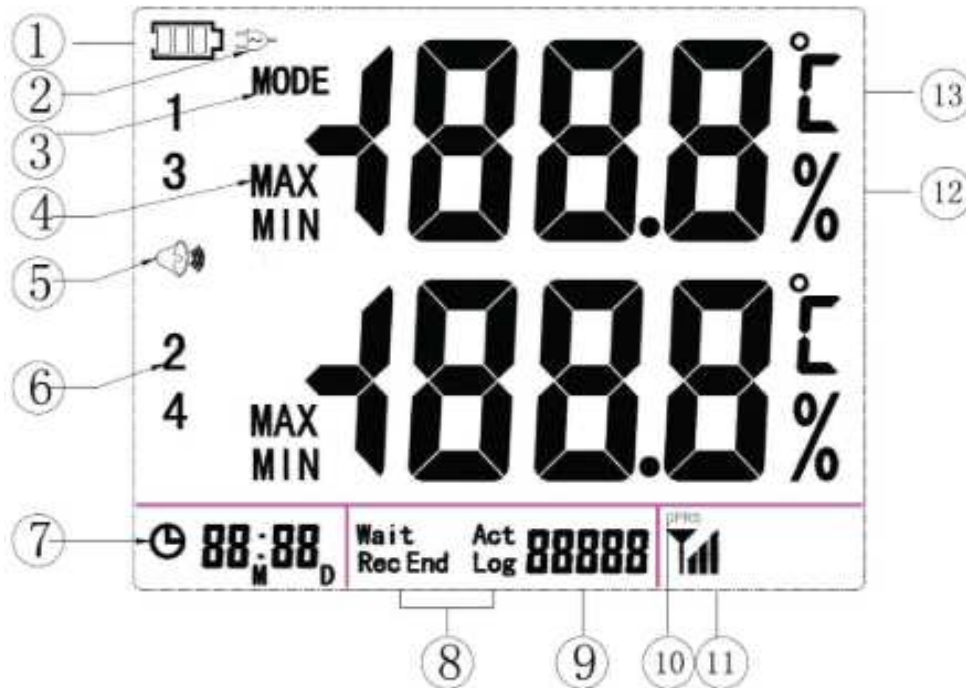 ①
②
③
④
⑤
⑥
⑦
MODE
1
3
MAX
MIN
188.8
℃
%
2
4
MAX
MIN
188.8
℃
%
88:88
M D
Wait Act
Rec End Log 88888
GPRS
⑧
⑨
⑩
⑪
⑫
⑬